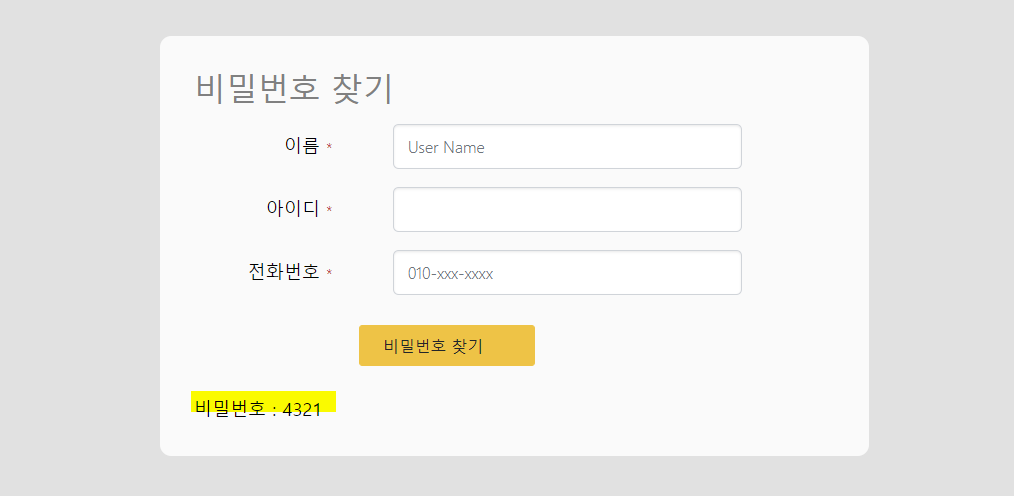 비밀번호 찾기
이름 *
User Name
아이디 *
전화번호 *
010-xxx-xxxx
비밀번호 찾기
비밀번호 : 4321